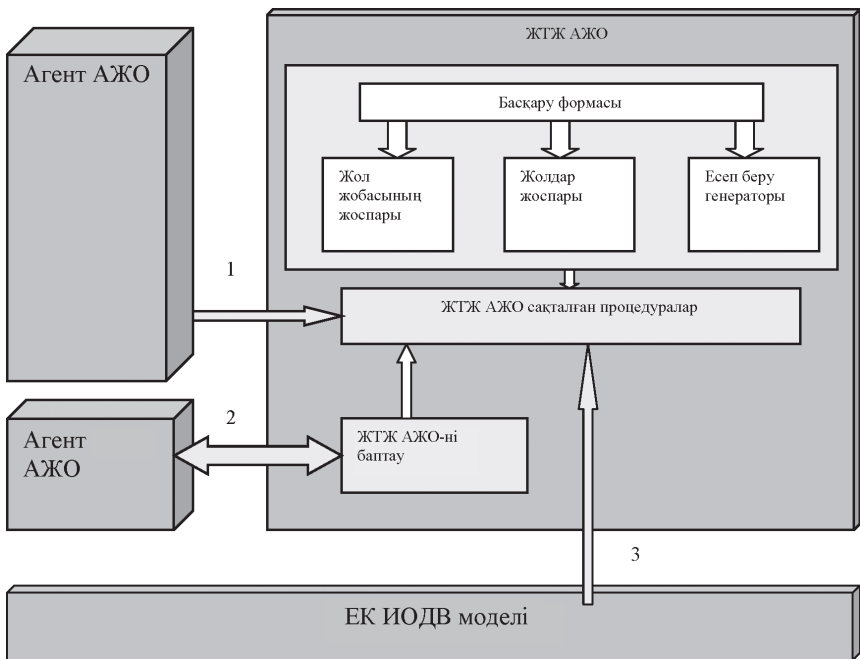 Агент АЖО
ЖТЖ АЖО
Басқару формасы
Жол
жобасының
жоспары
Жолдар
жоспары
Есеп беру
генераторы
1
ЖТЖ АЖО сақталған процедуралар
2
Агент
АЖО
ЖТЖ АЖО-ні
баптау
3
ЕК ИОДВ моделі